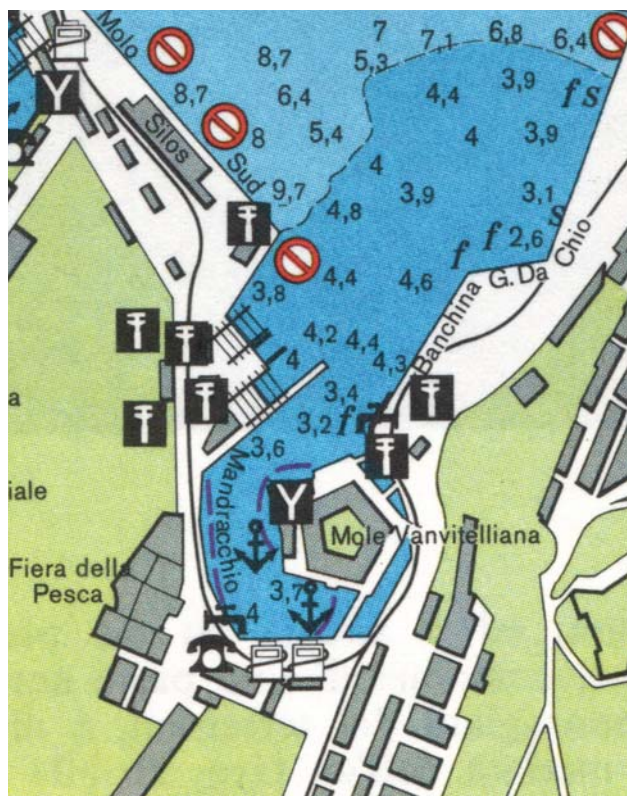 7
8,7
7,1
6,8
6,4
5,3
Molo
8,7
6,4
4,4
3,9
f s
Silos
8
5,4
4
3,9
Sud
4
9,7
4,8
3,9
3,1
s
f
f
2,6
G. Da Chio
Banchina
3,8
4,4
4,6
4,2
4,4
4
4,3
3,4
3,2
f
a
3,6
Mandracchio
Y
Y
iale
Mole Vanvitelliana
Fiera della
Pesca
3,7
4